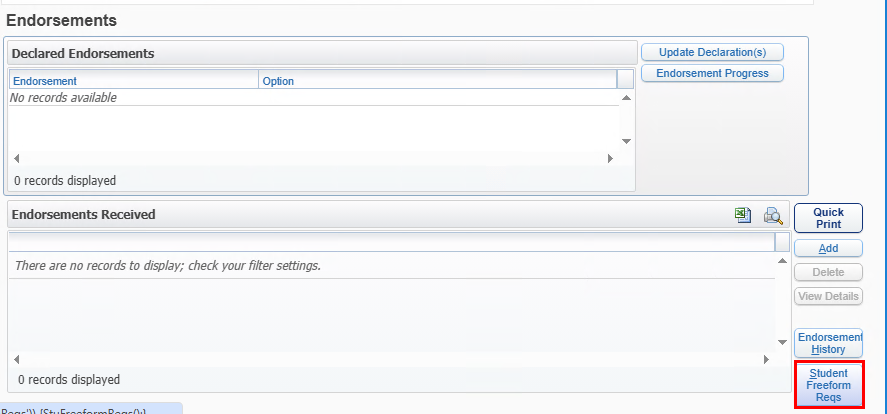 Endorsements
Declared Endorsements
Update Declaration(s)
Endorsement Progress
Endorsement Option
No records available
0 records displayed
Endorsements Received
Quick
Print
Add
There are no records to display; check your filter settings.
Delete
View Details
Endorsement
History
Student
Freeform
Reqs
0 records displayed